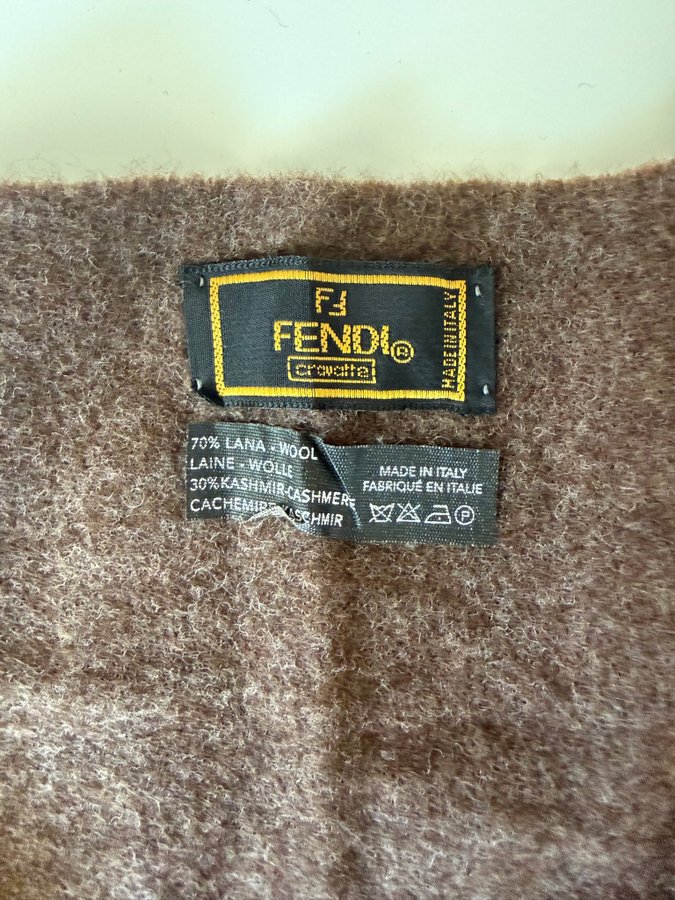 FF
FENDI®
cravatte
MADE IN ITALY
70% LANA - WOOL
LAINE - WOLLE
30% KASHMIR-CASHMERE
CACHEMIRE-KASCHMIR
MADE IN ITALY
FABRIQUÉ EN ITALIE
P